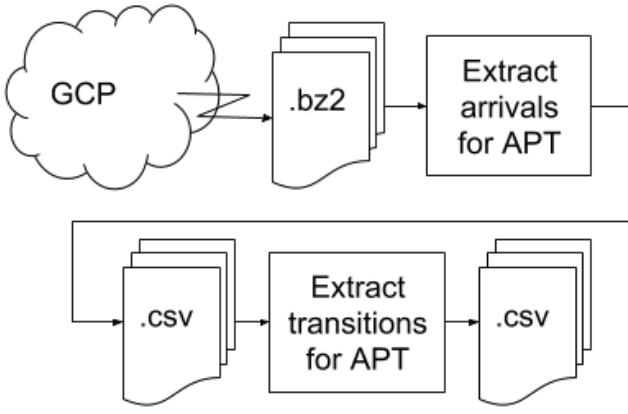 GCP
.bz2
Extract
arrivals
for APT
.csv
Extract
transitions
for APT
.csv